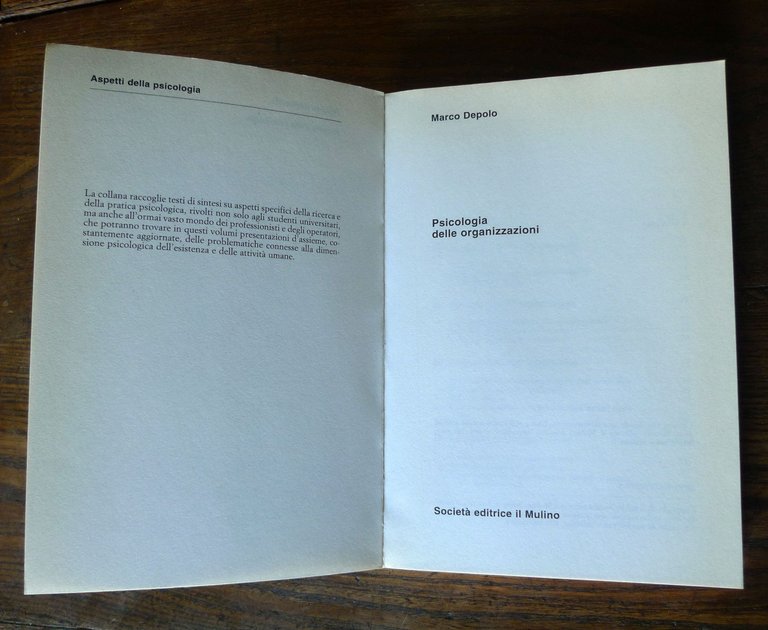 Aspetti della psicologia
La collana raccoglie testi di sintesi su aspetti specifici della ricerca e
della pratica psicologica, rivolti non solo agli studenti universitari,
ma anche all'ormai vasto mondo dei professionisti e degli operatori,
che potranno trovare in questi volumi presentazioni d'assieme, co-
stantemente aggiornate, delle problematiche connesse alla dimen-
sione psicologica dell'esistenza e delle attività umane.
Marco Depolo
Psicologia
delle organizzazioni
Società editrice il Mulino